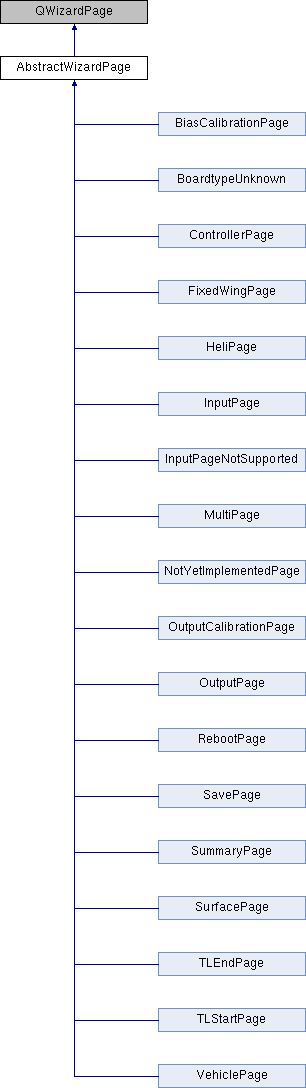 QWizardPage
AbstractWizardPage
BiasCalibrationPage
BoardtypeUnknown
ControllerPage
FixedWingPage
HeliPage
InputPage
InputPageNotSupported
MultiPage
NotYetImplementedPage
OutputCalibrationPage
OutputPage
RebootPage
SavePage
SummaryPage
SurfacePage
TLEndPage
TLStartPage
VehiclePage